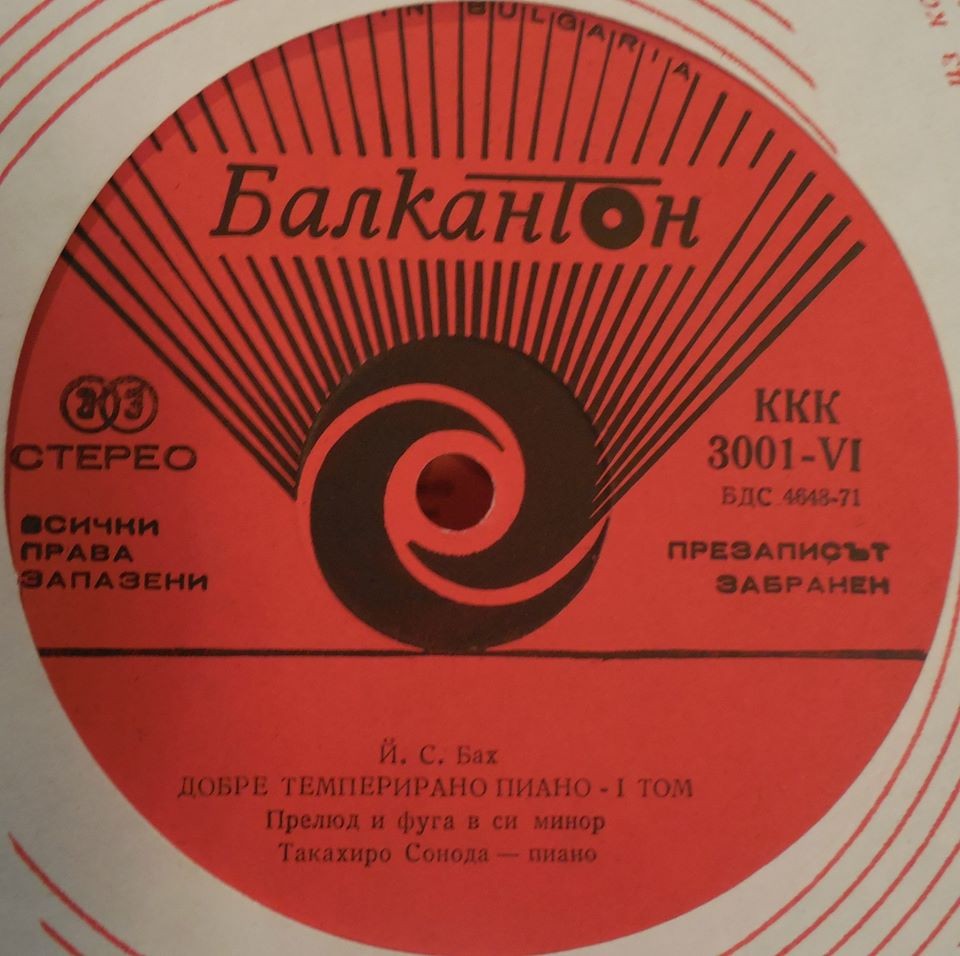 IN BULGARIA
Балкантон
33
СТЕРЕО
ВСИЧКИ
ПРАВА
ЗАПАЗЕНИ
ККК
3001-VI
БДС 4648-71
ПРЕЗАПИСЪТ
ЗАБРАНЕН
Й. С. Бах
ДОБРЕ ТЕМПЕРИРАНО ПИАНО - I ТОМ
Прелюд и фуга в си минор
Такахиро Сонода — пиано